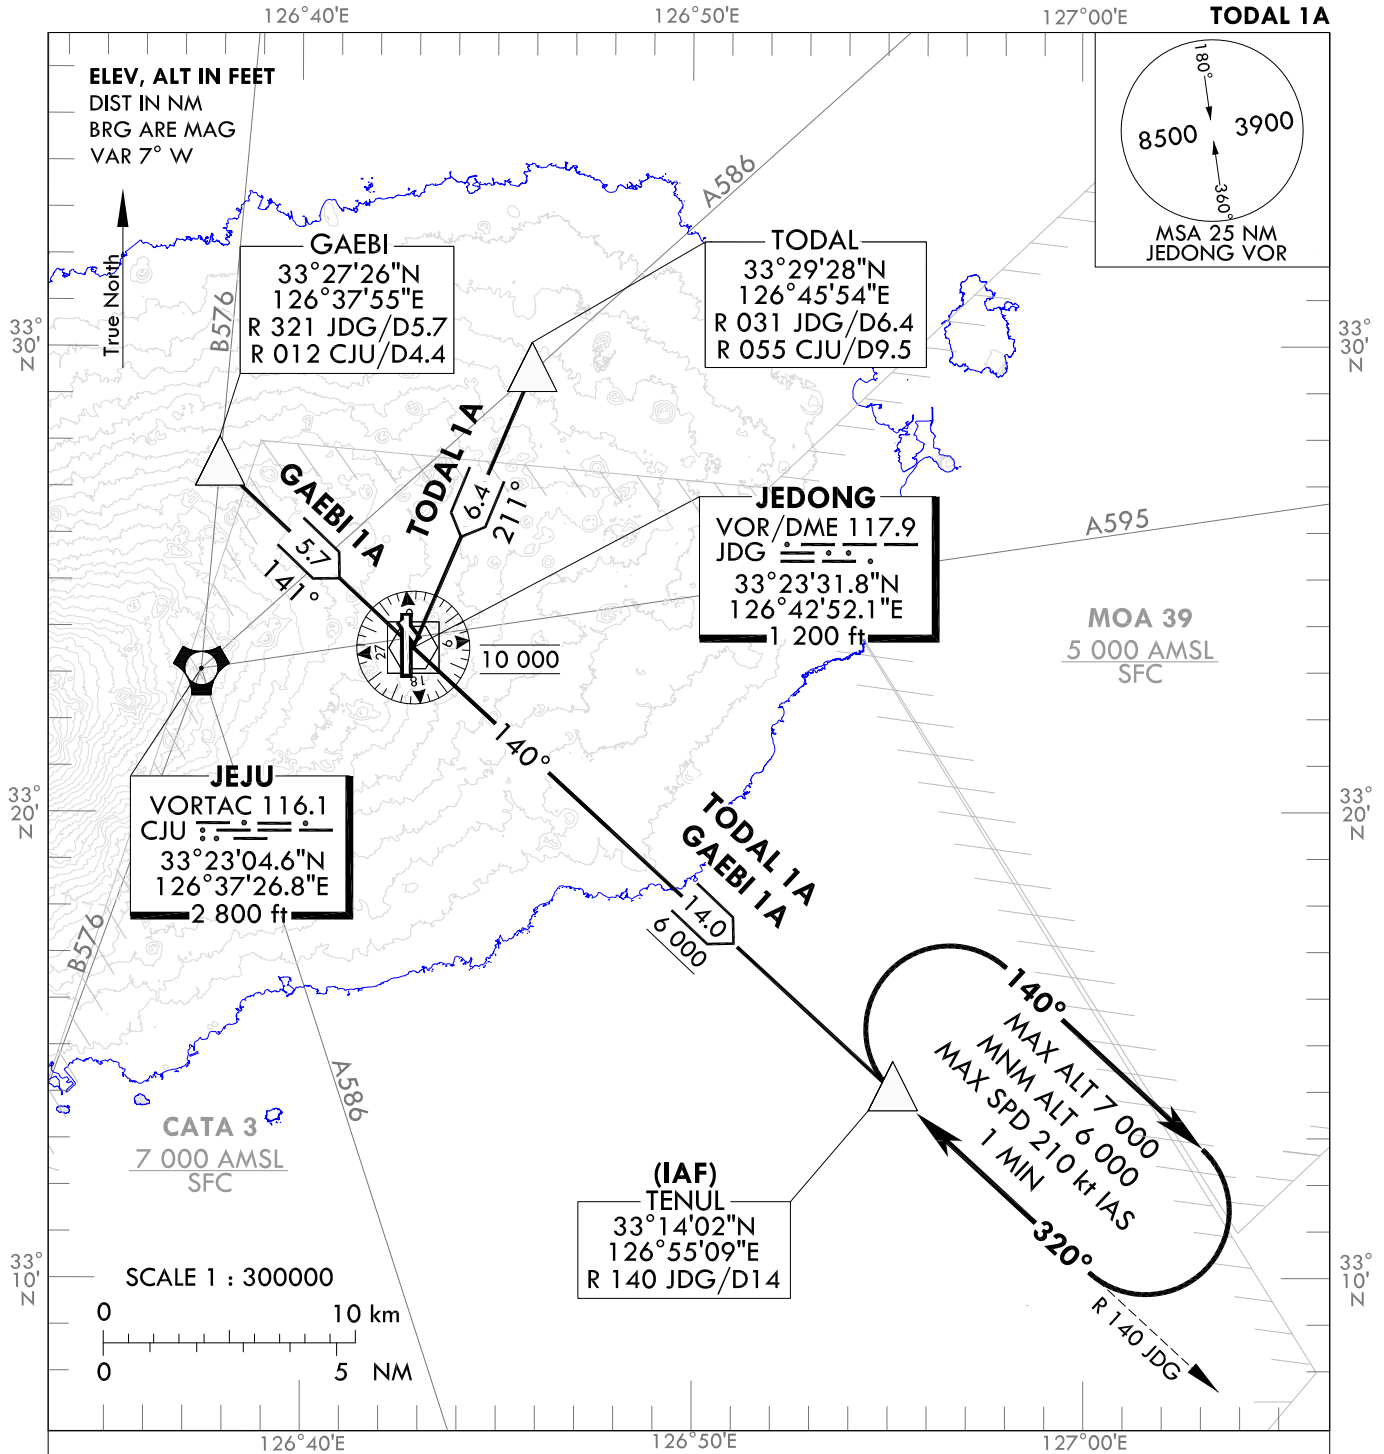 126°40'E
126°50'E
127°00'E
TODAL 1A
ELEV, ALT IN FEET
DIST IN NM
BRG ARE MAG
VAR 7° W
True North
180°
8500
3900
360°
MSA 25 NM
JEDONG VOR
A586
B576
GAEBI
33°27'26"N
126°37'55"E
R 321 JDG/D5.7
R 012 CJU/D4.4
TODAL
33°29'28"N
126°45'54"E
R 031 JDG/D6.4
R 055 CJU/D9.5
33°
30'
N
33°
30'
N
GAEBI 1A
5.7
141°
TODAL 1A
6.4
211°
JEDONG
VOR/DME 117.9
JDG
33°23'31.8"N
126°42'52.1"E
1 200 ft
A595
MOA 39
5 000 AMSL
SFC
0
9
18
27
10 000
140°
JEJU
VORTAC 116.1
CJU
33°23'04.6"N
126°37'26.8"E
2 800 ft
33°
20'
N
33°
20'
N
TODAL 1A
GAEBI 1A
14.0
6 000
B576
A586
140°
MAX ALT 7 000
MNM ALT 6 000
MAX SPD 210 kt IAS
1 MIN
320°
R 140 JDG
CATA 3
7 000 AMSL
SFC
(IAF)
TENUL
33°14'02"N
126°55'09"E
R 140 JDG/D14
33°
10'
N
33°
10'
N
SCALE 1 : 300000
0
10 km
0
5
NM
126°40'E
126°50'E
127°00'E